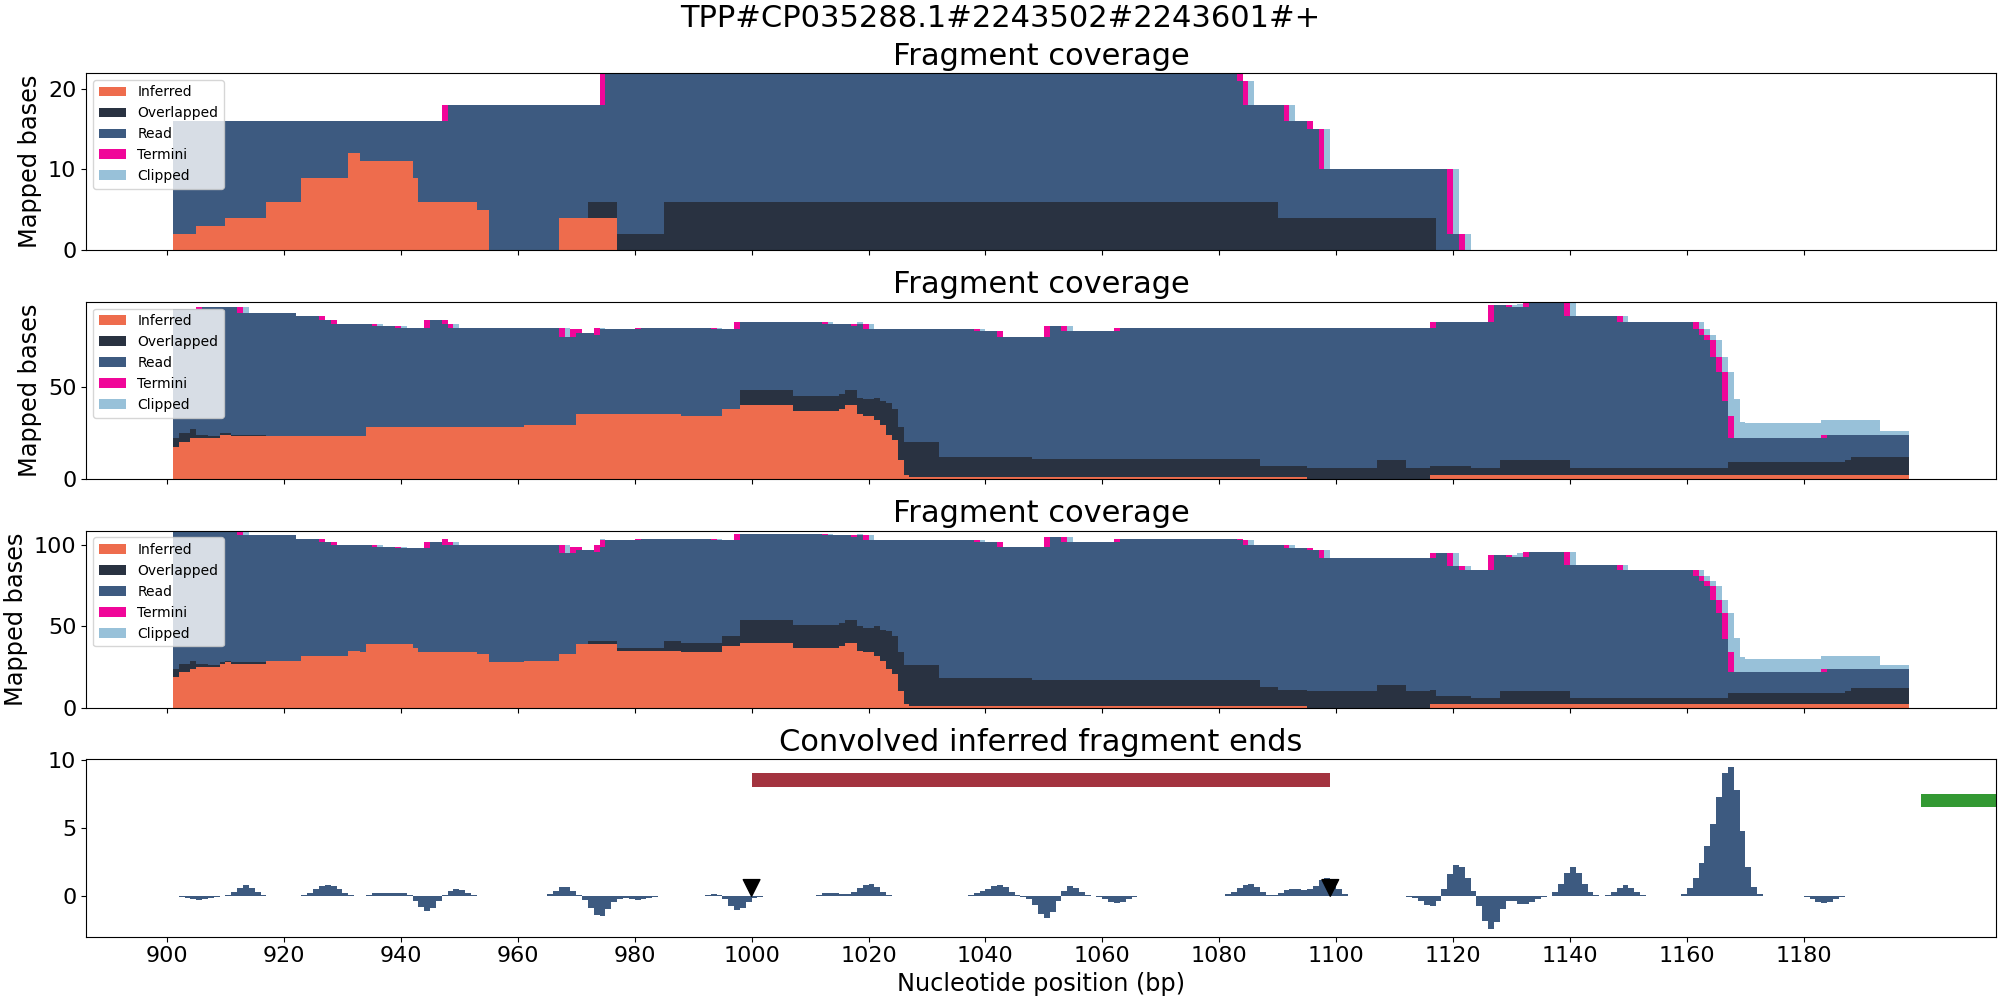 TPP#CP035288.1#2243502#2243601#+
Fragment coverage
Mapped bases
20
10
0
Inferred
Overlapped
Read
Termini
Clipped
Fragment coverage
Mapped bases
50
0
Inferred
Overlapped
Read
Termini
Clipped
Fragment coverage
Mapped bases
100
50
0
Inferred
Overlapped
Read
Termini
Clipped
Convolved inferred fragment ends
10
5
0
900 920 940 960 980 1000 1020 1040 1060 1080 1100 1120 1140 1160 1180
Nucleotide position (bp)